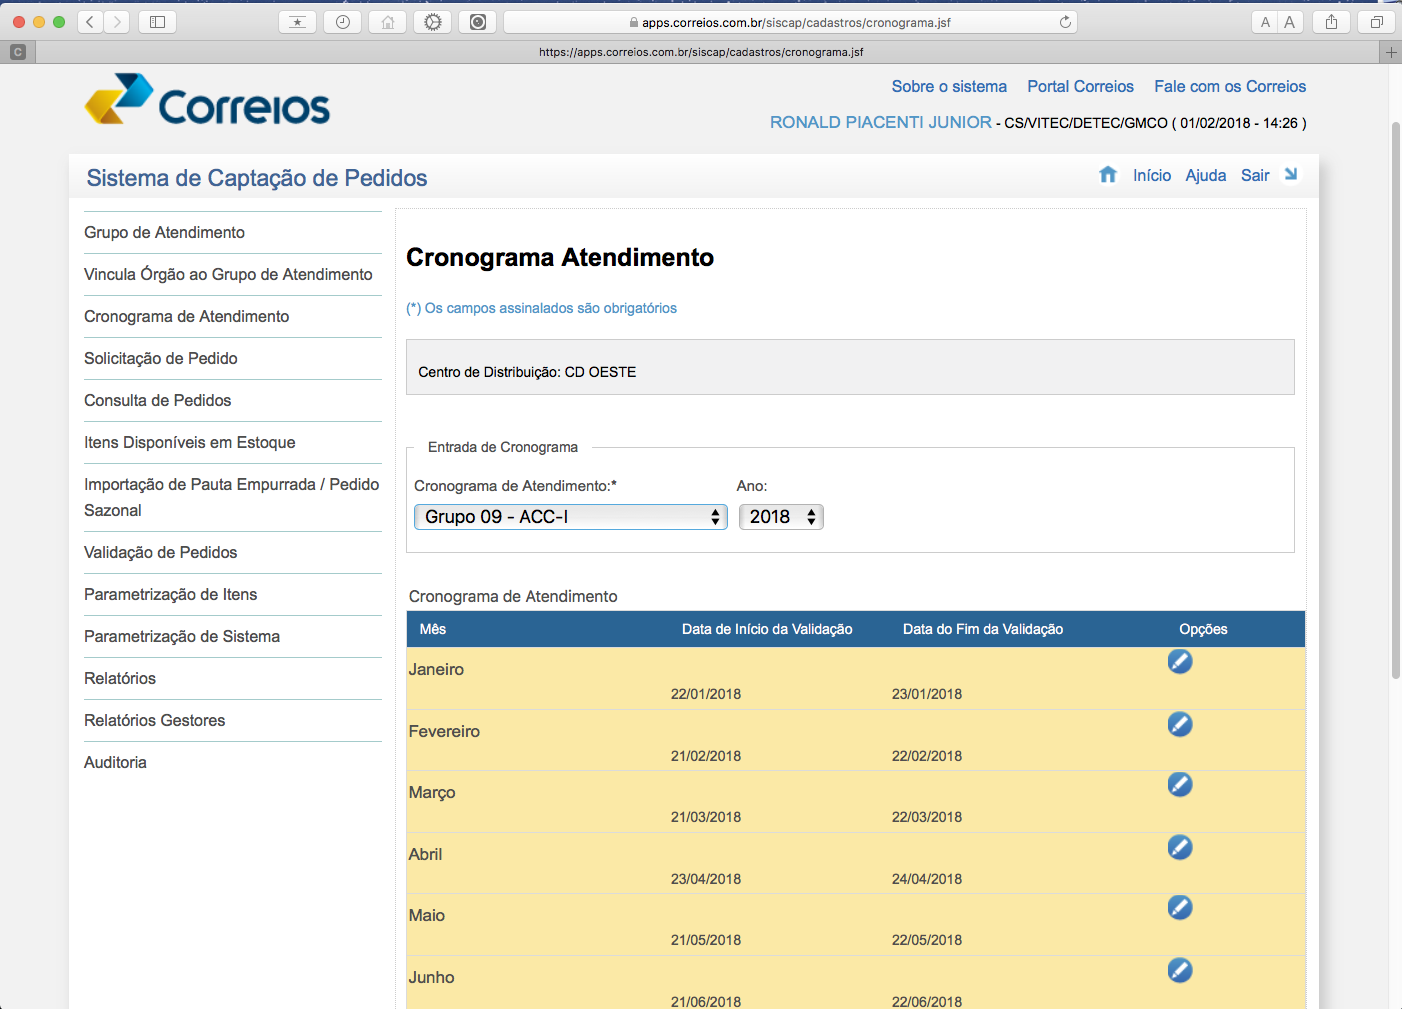 apps.correios.com.br/siscap/cadastros/cronograma.jsf
A A
C
https://apps.correios.com.br/siscap/cadastros/cronograma.jsf
Correios
Sobre o sistema Portal Correios Fale com os Correios
RONALD PIACENTI JUNIOR - CS/VITEC/DETEC/GMCO ( 01/02/2018 - 14:26 )
Sistema de Captação de Pedidos
Início Ajuda Sair
Grupo de Atendimento
Vincula Órgão ao Grupo de Atendimento
Cronograma de Atendimento
Solicitação de Pedido
Consulta de Pedidos
Itens Disponíveis em Estoque
Importação de Pauta Empurrada / Pedido
Sazonal
Validação de Pedidos
Parametrização de Itens
Parametrização de Sistema
Relatórios
Relatórios Gestores
Auditoria
Cronograma Atendimento
(*) Os campos assinalados são obrigatórios
Centro de Distribuição: CD OESTE
Entrada de Cronograma
Cronograma de Atendimento:* Ano:
Grupo 09 - ACC-I 2018
Cronograma de Atendimento
Mês Data de Início da Validação Data do Fim da Validação Opções
Janeiro
22/01/2018 23/01/2018
Fevereiro
21/02/2018 22/02/2018
Março
21/03/2018 22/03/2018
Abril
23/04/2018 24/04/2018
Maio
21/05/2018 22/05/2018
Junho
21/06/2018 22/06/2018